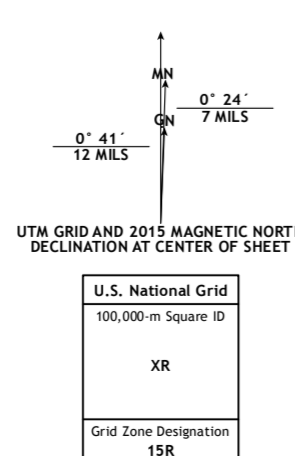 MN
0° 24´
GN
7 MILS
0° 41´
12 MILS
UTM GRID AND 2015 MAGNETIC NORTH
DECLINATION AT CENTER OF SHEET
U.S. National Grid
100,000-m Square ID
XR
Grid Zone Designation
15R